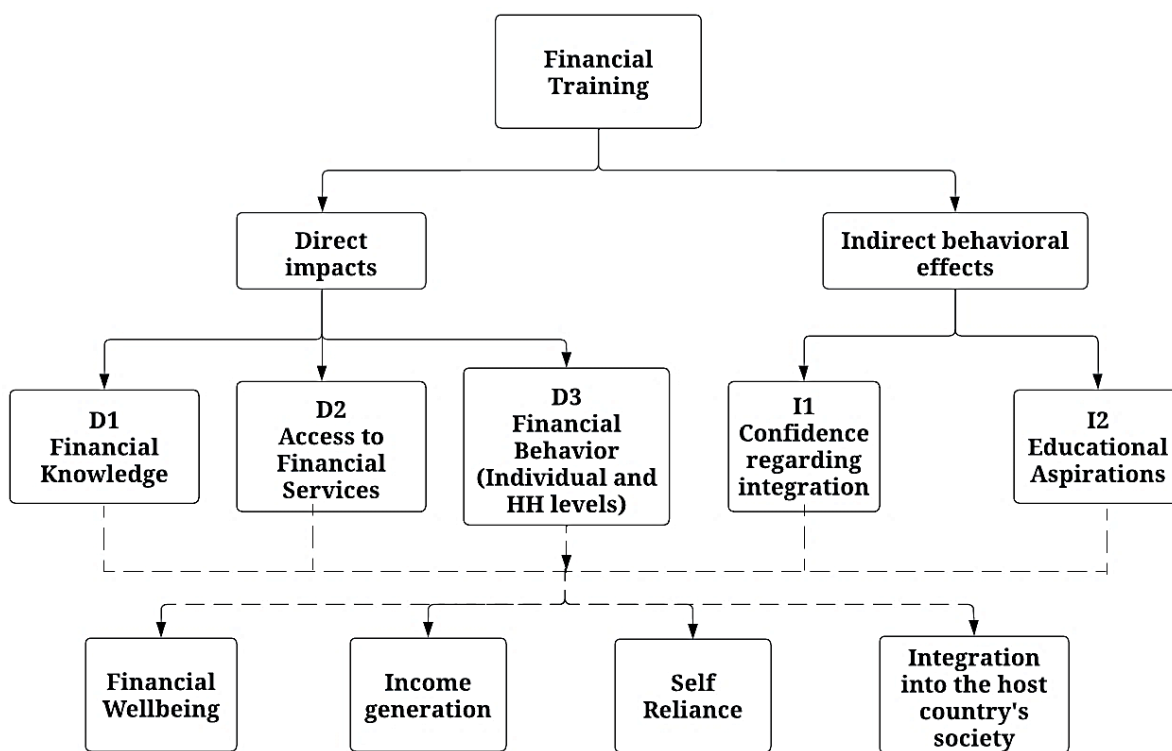 Financial
Training
Direct
impacts
Indirect behavioral
effects
D1
Financial
Knowledge
D2
Access to
Financial
Services
D3
Financial
Behavior
(Individual and
HH levels)
I1
Confidence
regarding
integration
I2
Educational
Aspirations
Financial
Wellbeing
Income
generation
Self
Reliance
Integration
into the host
country's
society